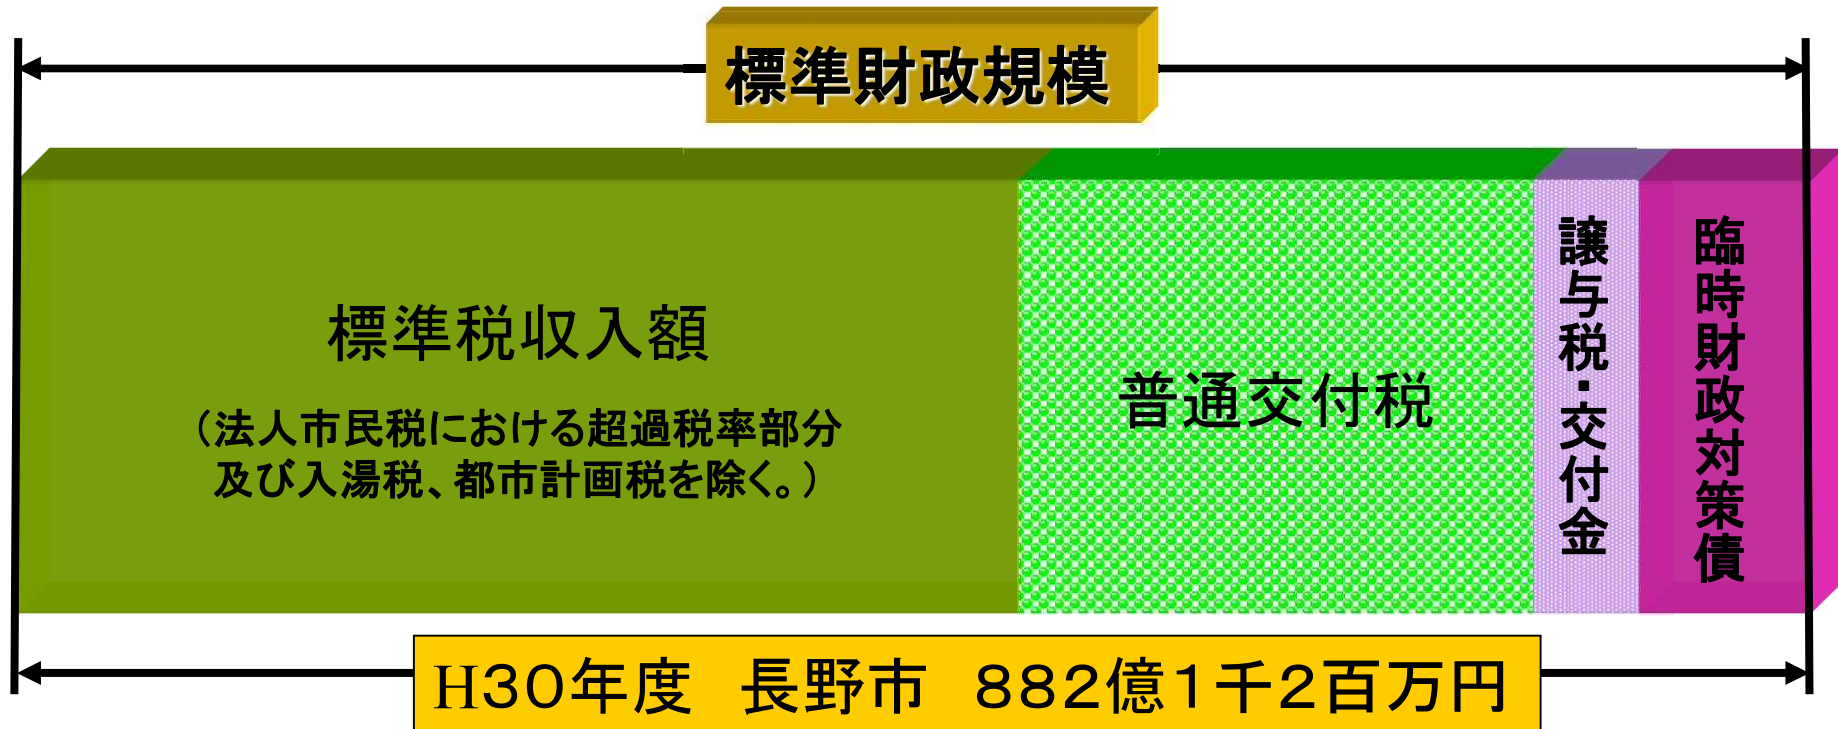 標準財政規模
標準税収入額
（法人市民税における超過税率部分
及び入湯税、都市計画税を除く。）
普通交付税
譲与税・交付金
臨時財政対策債
H３０年度　長野市　８８２億１千２百万円